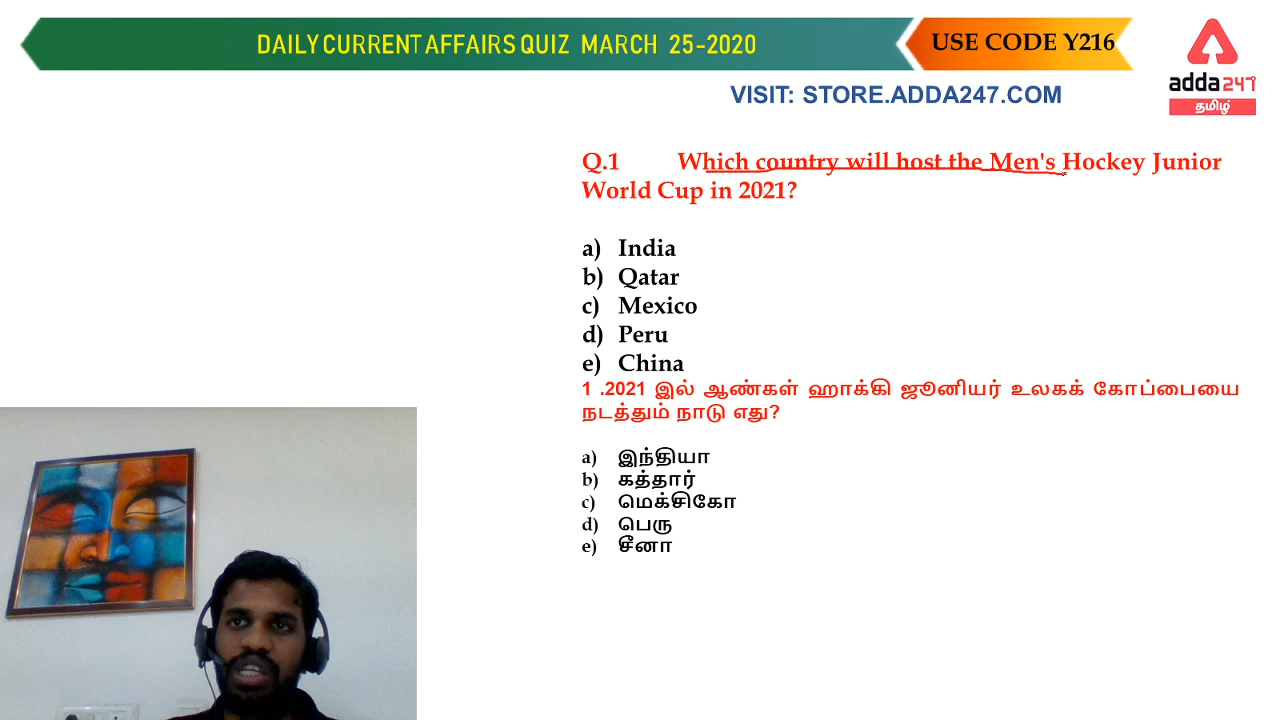 DAILY CURRENT AFFAIRS QUIZ MARCH 25-2020
USE CODE Y216
adda247
தமிழ்
VISIT: STORE.ADDA247.COM
Q.1 Which country will host the Men's Hockey Junior
World Cup in 2021?
a) India
b) Qatar
c) Mexico
d) Peru
e) China
1 .2021 இல் ஆண்கள் ஹாக்கி ஜூனியர் உலகக் கோப்பையை
நடத்தும் நாடு எது?
a) இந்தியா
b) கத்தார்
c) மெக்சிகோ
d) பெரு
e) சீனா